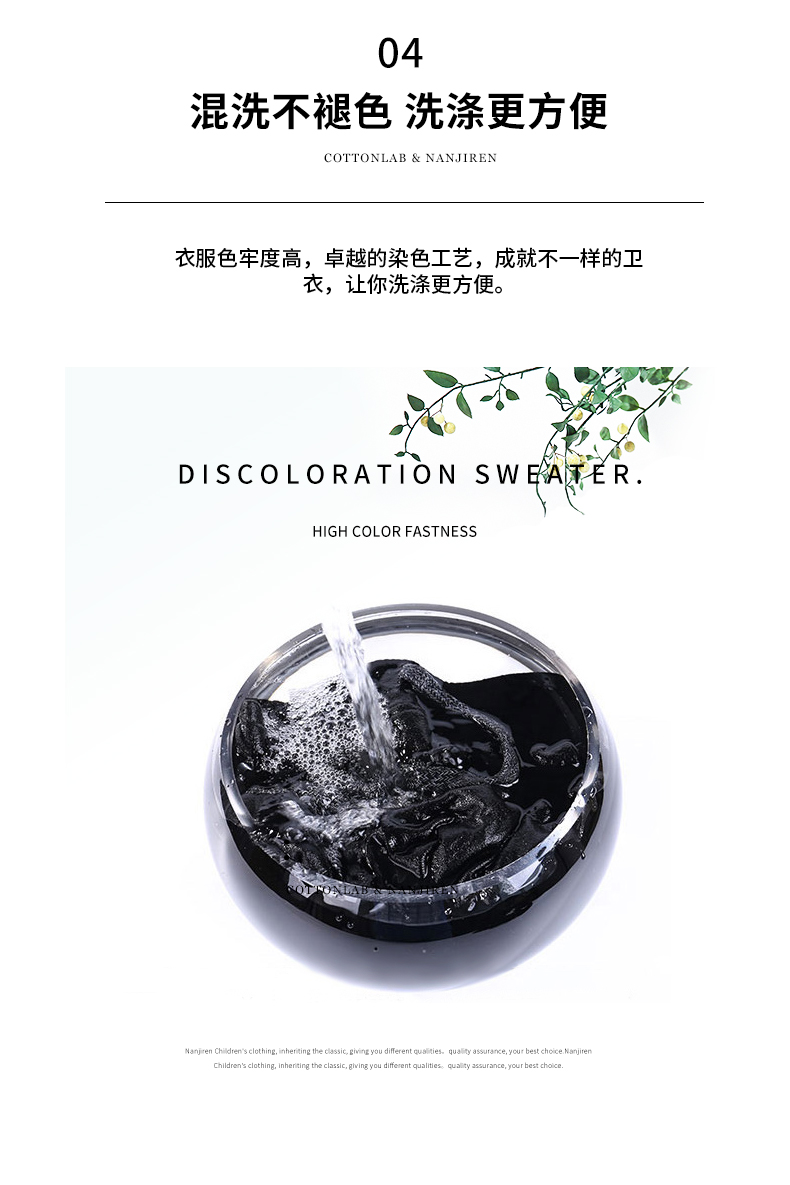 04
混洗不褪色 洗涤更方便
COTTONLAB & NANJIREN
衣服色牢度高，卓越的染色工艺，成就不一样的卫
衣，让你洗涤更方便。
DISCOLORATION SWEATER.
HIGH COLOR FASTNESS
COTTONLAB & NANJIREN
Nanjiren Children's clothing, inheriting the classic, giving you different qualities。quality assurance, your best choice.Nanjiren
Children's clothing, inheriting the classic, giving you different qualities。quality assurance, your best choice.